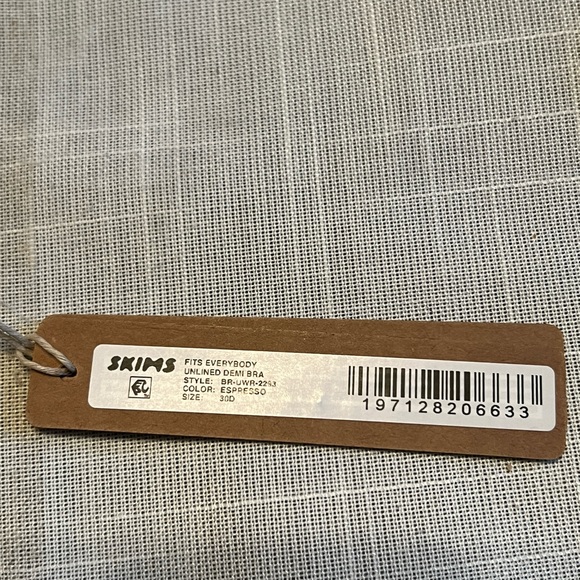 SKIMS
FITS EVERYBODY
UNLINED DEMI BRA
STYLE: BR-UWR-2293
COLOR: ESPRESSO
SIZE: 30D
197128206633